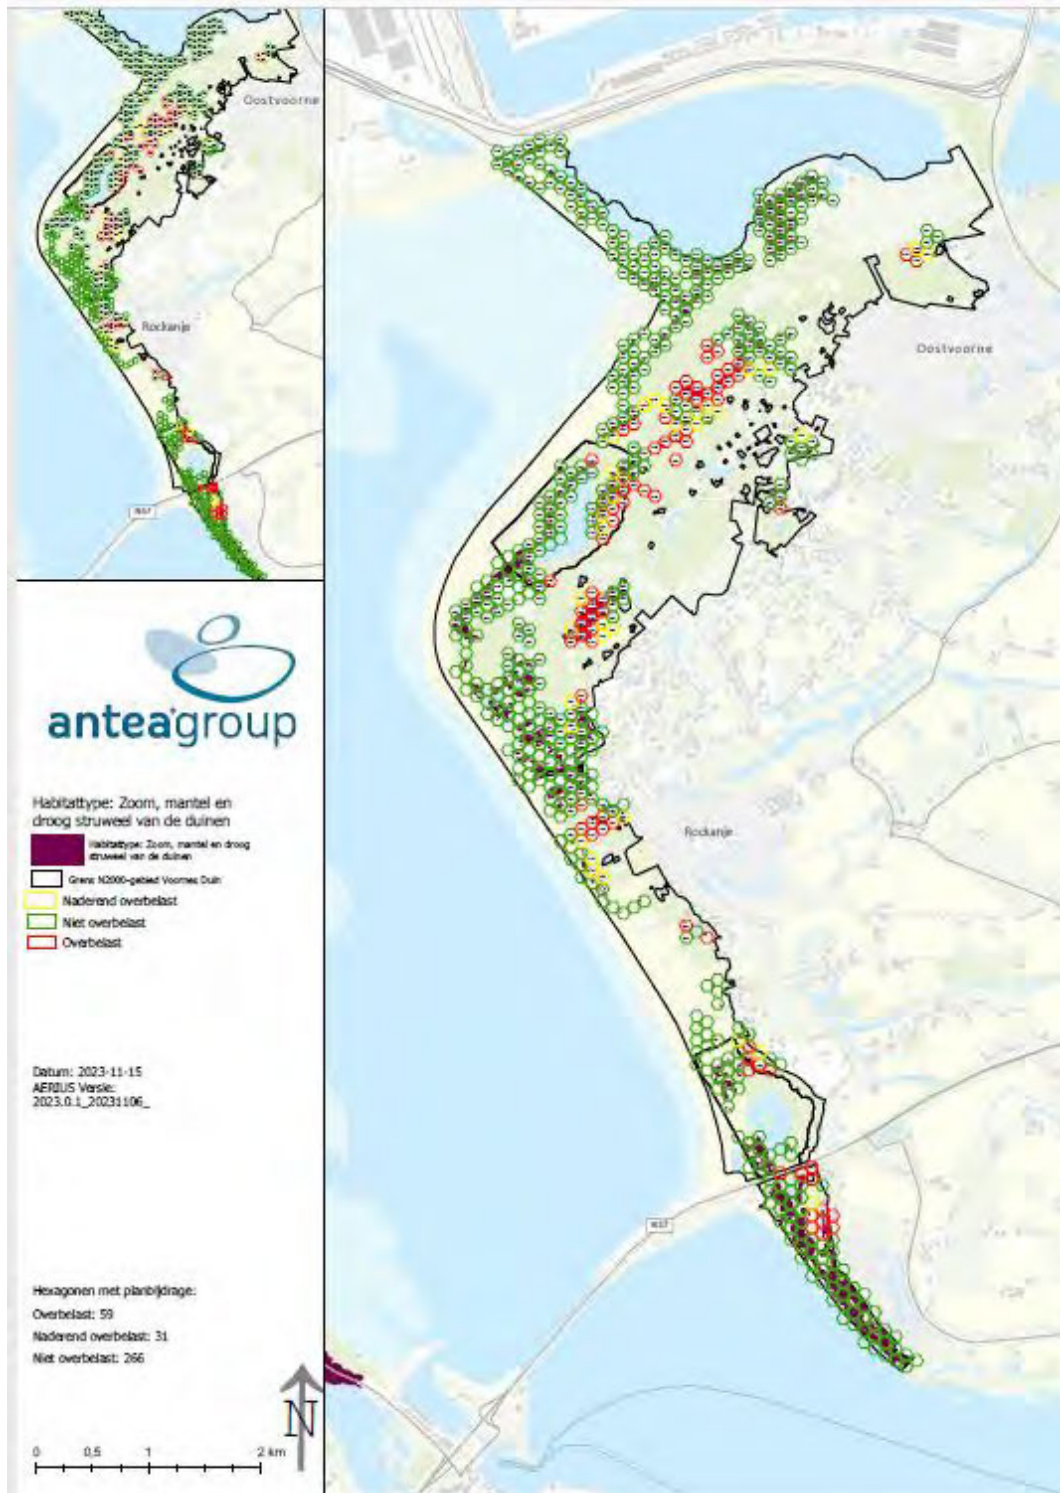 Oostvoorne
Rockanje
N57
anteagroup
Habitattype: Zoom, mantel en
droog struweel van de duinen
Habitattype: Zoom, mantel en droog
struweel van de duinen
Grens N2000-gebied Voornes Duin
Naderend overbelast
Niet overbelast
Overbelast
Datum: 2023-11-15
AERIUS Versie:
2023.0.1_20231106_
Hexagonen met planbijdrage:
Overbelast: 59
Naderend overbelast: 31
Niet overbelast: 266
N
0 0,5 1 2 km
Oostvoorne
Rockanje
N57